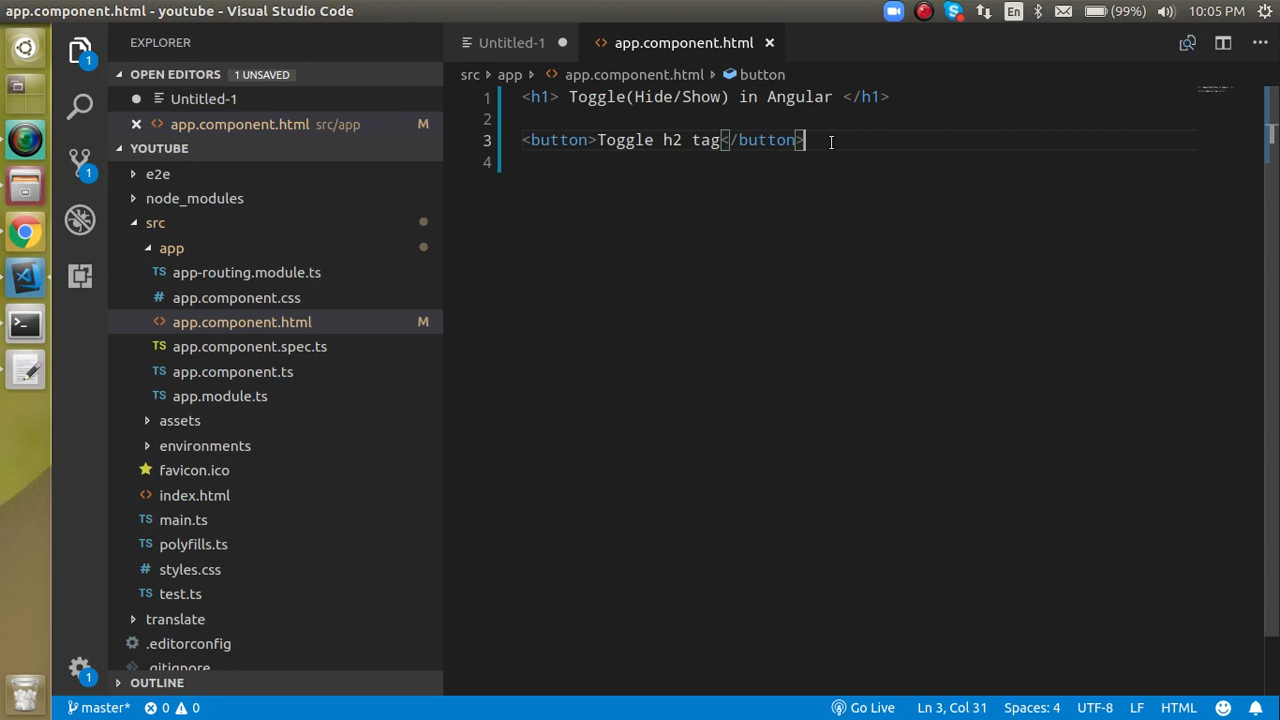 app.component.html - youtube - Visual Studio Code
En
(99%)
10:05 PM
EXPLORER
OPEN EDITORS
1 UNSAVED
Untitled-1
app.component.html src/app
M
YOUTUBE
e2e
node_modules
src
app
TS app-routing.module.ts
# app.component.css
<> app.component.html
M
TS app.component.spec.ts
TS app.component.ts
TS app.module.ts
assets
environments
favicon.ico
<> index.html
TS main.ts
TS polyfills.ts
# styles.css
TS test.ts
translate
.editorconfig
.gitignore
OUTLINE
1
1
1
Untitled-1
<> app.component.html
src > app > <> app.component.html > button
1 <h1> Toggle(Hide/Show) in Angular </h1>
2
3 <button>Toggle h2 tag</button>
4
master* 0 0
Go Live
Ln 3, Col 31
Spaces: 4
UTF-8
LF
HTML